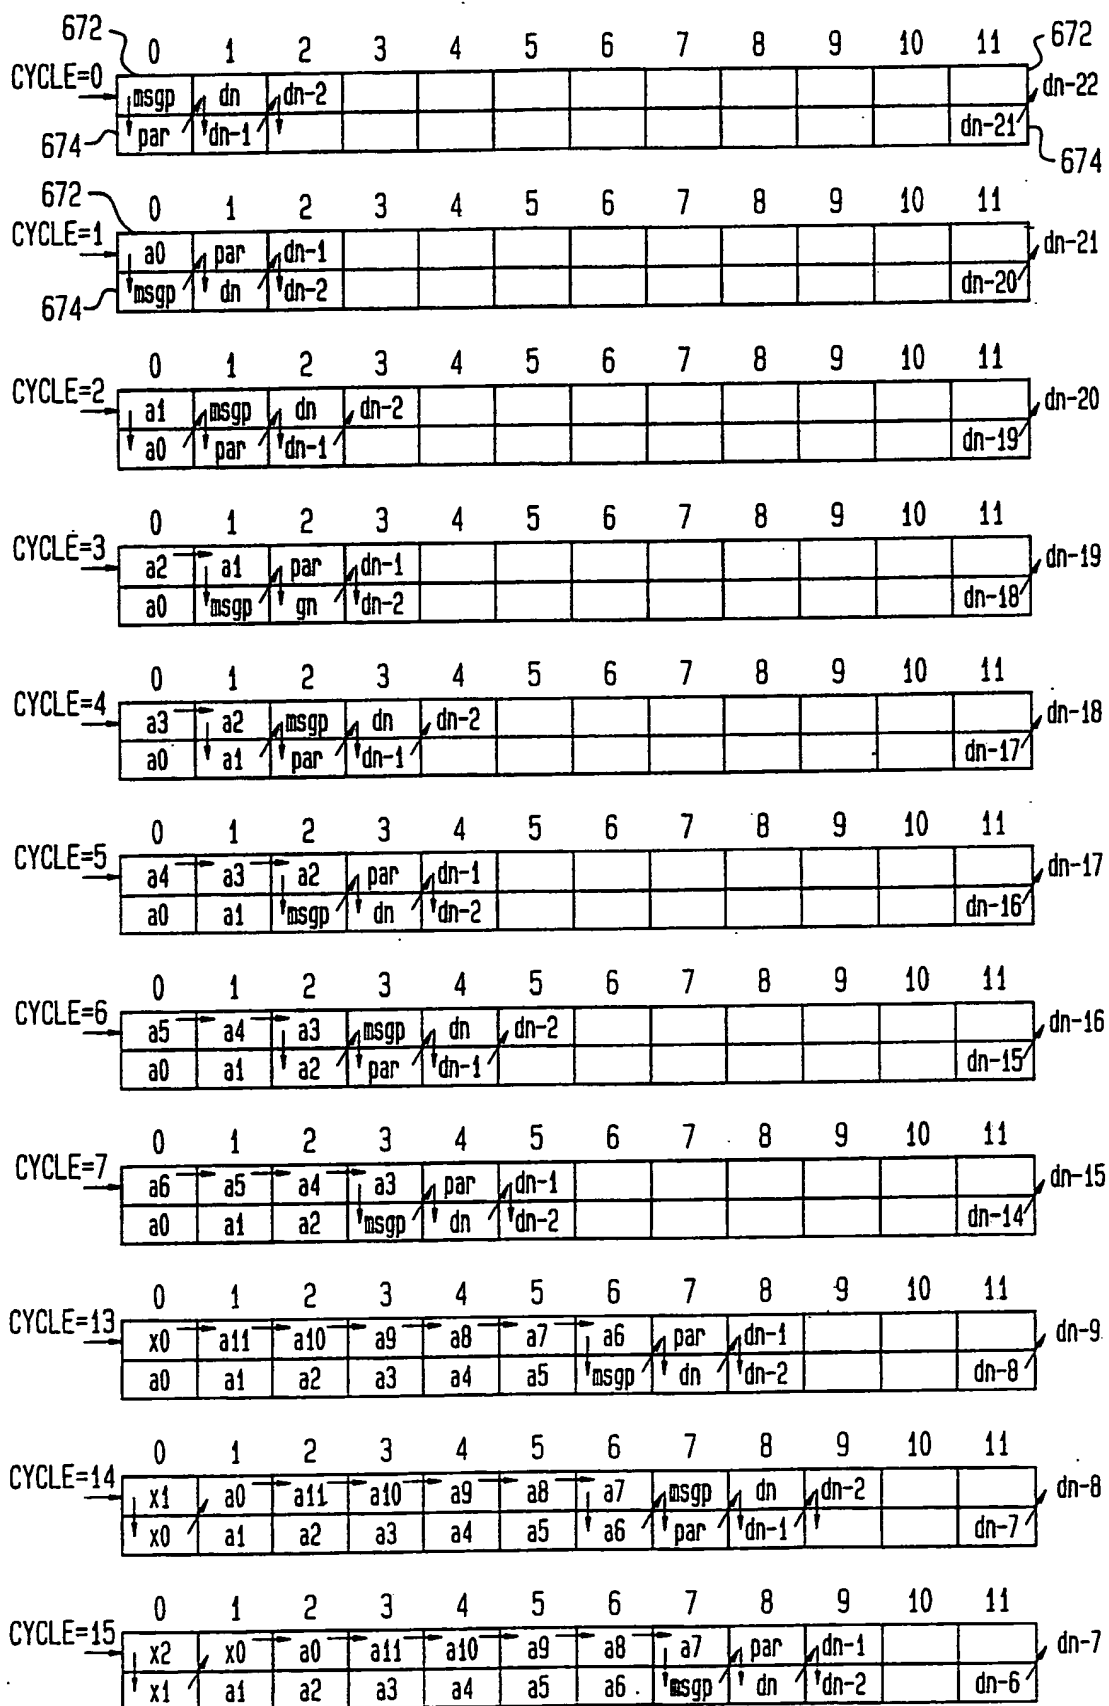 672 0 1 2 3 4 5 6 7 8 9 10 11 672
CYCLE=0 msgp dn dn-2 dn-22
674 par dn-1 dn-21 674
672 0 1 2 3 4 5 6 7 8 9 10 11
CYCLE=1 a0 par dn-1 dn-21
674 msgp dn dn-2 dn-20
0 1 2 3 4 5 6 7 8 9 10 11
CYCLE=2 a1 msgp dn dn-2 dn-20
a0 par dn-1 dn-19
0 1 2 3 4 5 6 7 8 9 10 11
CYCLE=3 a2 a1 par dn-1 dn-19
a0 msgp gn dn-2 dn-18
0 1 2 3 4 5 6 7 8 9 10 11
CYCLE=4 a3 a2 msgp dn dn-2 dn-18
a0 a1 par dn-1 dn-17
0 1 2 3 4 5 6 7 8 9 10 11
CYCLE=5 a4 a3 a2 par dn-1 dn-17
a0 a1 msgp dn dn-2 dn-16
0 1 2 3 4 5 6 7 8 9 10 11
CYCLE=6 a5 a4 a3 msgp dn dn-2 dn-16
a0 a1 a2 par dn-1 dn-15
0 1 2 3 4 5 6 7 8 9 10 11
CYCLE=7 a6 a5 a4 a3 par dn-1 dn-15
a0 a1 a2 msgp dn dn-2 dn-14
0 1 2 3 4 5 6 7 8 9 10 11
CYCLE=13 x0 a11 a10 a9 a8 a7 a6 par dn-1 dn-9
a0 a1 a2 a3 a4 a5 msgp dn dn-2 dn-8
0 1 2 3 4 5 6 7 8 9 10 11
CYCLE=14 x1 a0 a11 a10 a9 a8 a7 msgp dn dn-2 dn-8
x0 a1 a2 a3 a4 a5 a6 par dn-1 dn-7
0 1 2 3 4 5 6 7 8 9 10 11
CYCLE=15 x2 x0 a0 a11 a10 a9 a8 a7 par dn-1 dn-7
x1 a1 a2 a3 a4 a5 a6 msgp dn dn-2 dn-6